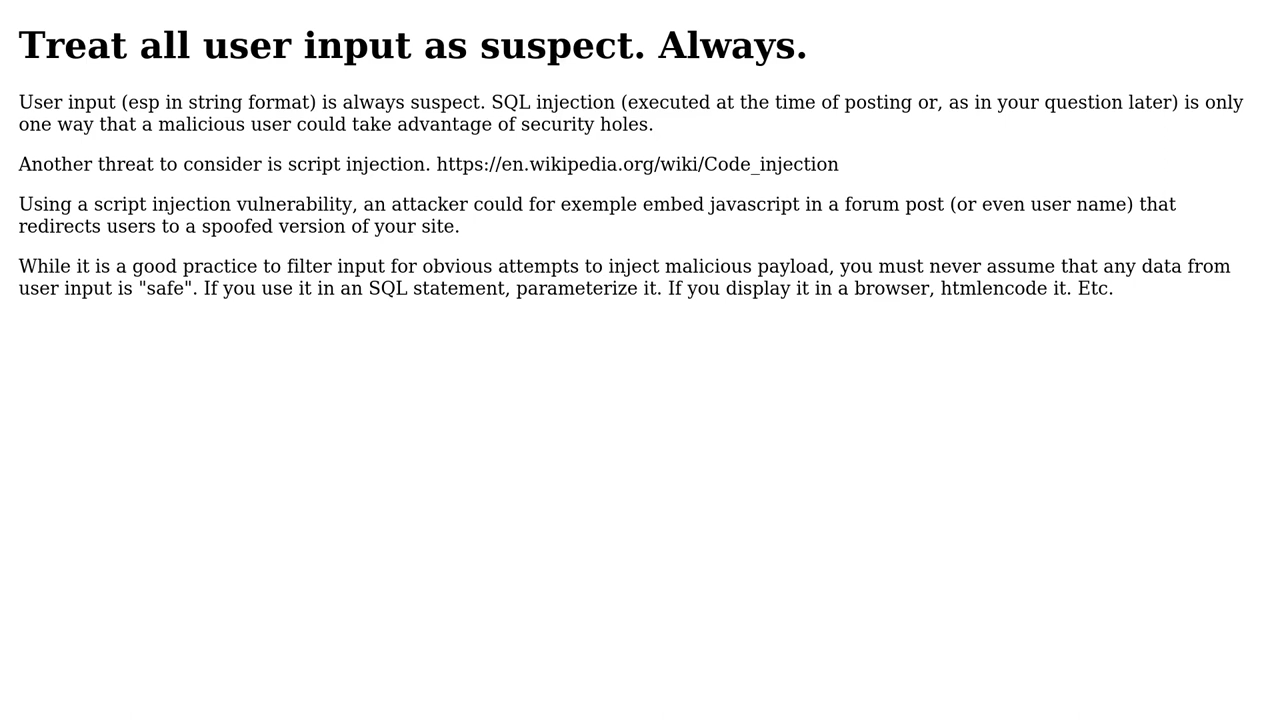 Treat all user input as suspect. Always.
User input (esp in string format) is always suspect. SQL injection (executed at the time of posting or, as in your question later) is only
one way that a malicious user could take advantage of security holes.
Another threat to consider is script injection. https://en.wikipedia.org/wiki/Code_injection
Using a script injection vulnerability, an attacker could for exemple embed javascript in a forum post (or even user name) that
redirects users to a spoofed version of your site.
While it is a good practice to filter input for obvious attempts to inject malicious payload, you must never assume that any data from
user input is "safe". If you use it in an SQL statement, parameterize it. If you display it in a browser, htmlencode it. Etc.